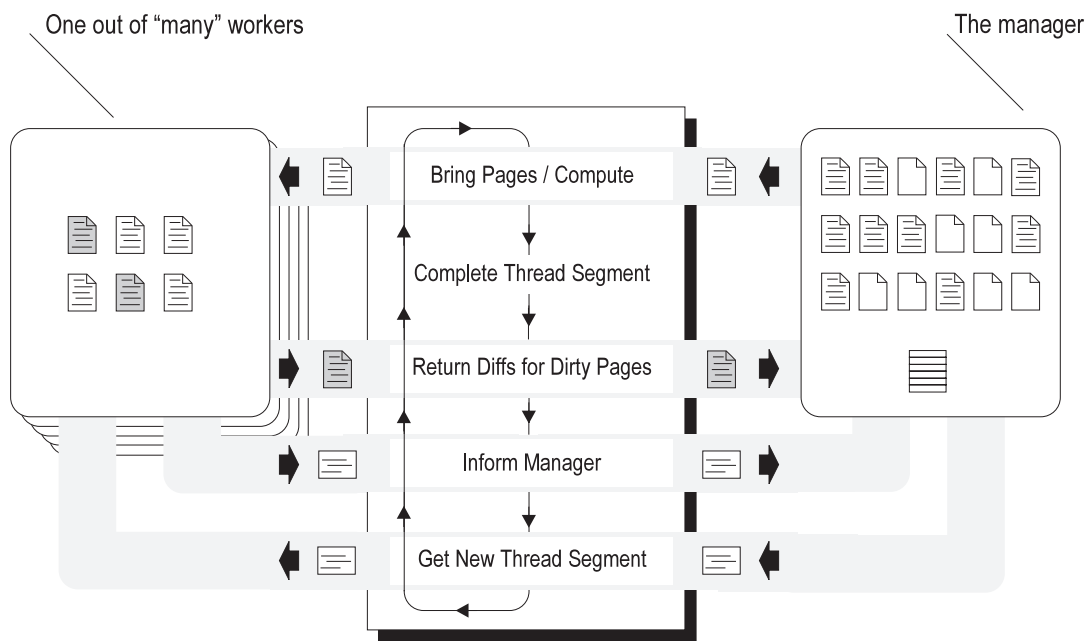 One out of “many” workers
The manager
Bring Pages / Compute
Complete Thread Segment
Return Diffs for Dirty Pages
Inform Manager
Get New Thread Segment